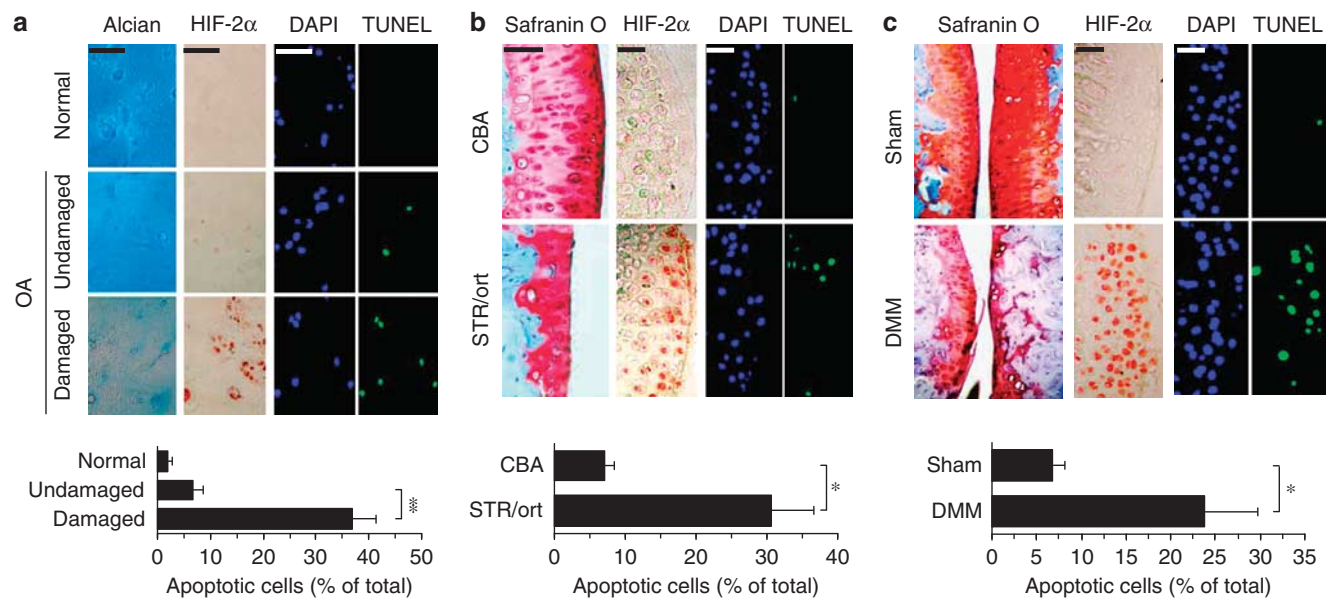 a
Alcian HIF-2α DAPI TUNEL
Normal
OA
Undamaged
Damaged
Normal
Undamaged
Damaged
**
0 10 20 30 40 50
Apoptotic cells (% of total)
b
Safranin O HIF-2α DAPI TUNEL
CBA
STR/ort
CBA
STR/ort
*
0 10 20 30 40
Apoptotic cells (% of total)
c
Safranin O HIF-2α DAPI TUNEL
Sham
DMM
Sham
DMM
*
0 5 10 15 20 25 30 35
Apoptotic cells (% of total)